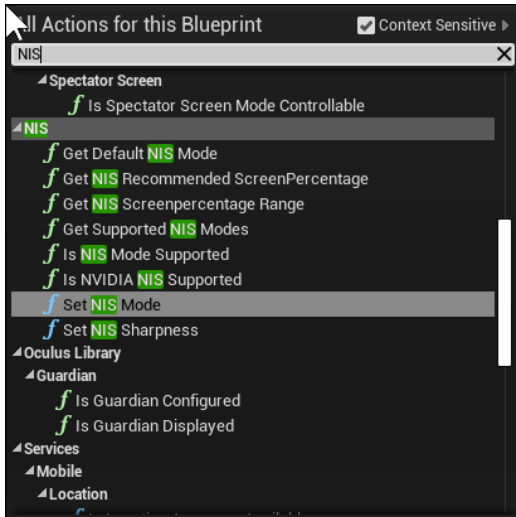 All Actions for this Blueprint
Context Sensitive
NIS
Spectator Screen
f Is Spectator Screen Mode Controllable
NIS
f Get Default NIS Mode
f Get NIS Recommended ScreenPercentage
f Get NIS Screenpercentage Range
f Get Supported NIS Modes
f Is NIS Mode Supported
f Is NVIDIA NIS Supported
f Set NIS Mode
f Set NIS Sharpness
Oculus Library
Guardian
f Is Guardian Configured
f Is Guardian Displayed
Services
Mobile
Location